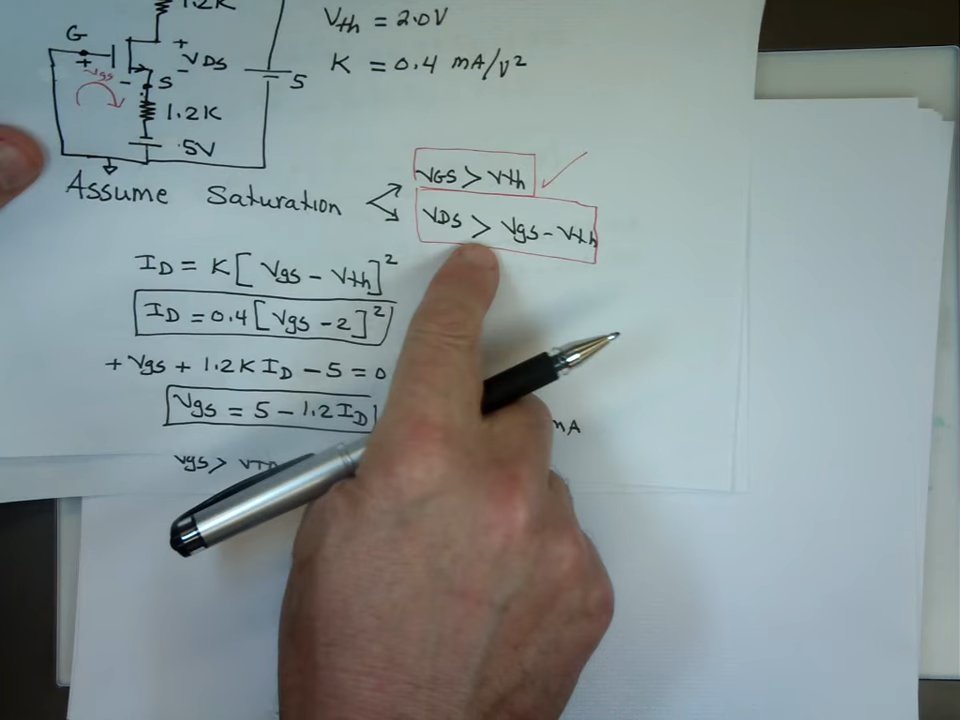 1.2K
G
+
VDS
-
+
Vgs
-
S
1.2K
5V
5
Vth = 2.0V
K = 0.4 mA/V²
Assume Saturation
VGS > Vth
VDS > Vgs - Vth
ID = K[Vgs - Vth]²
ID = 0.4[Vgs - 2]²
+ Vgs + 1.2K ID - 5 = 0
Vgs = 5 - 1.2 ID
mA
Vgs >